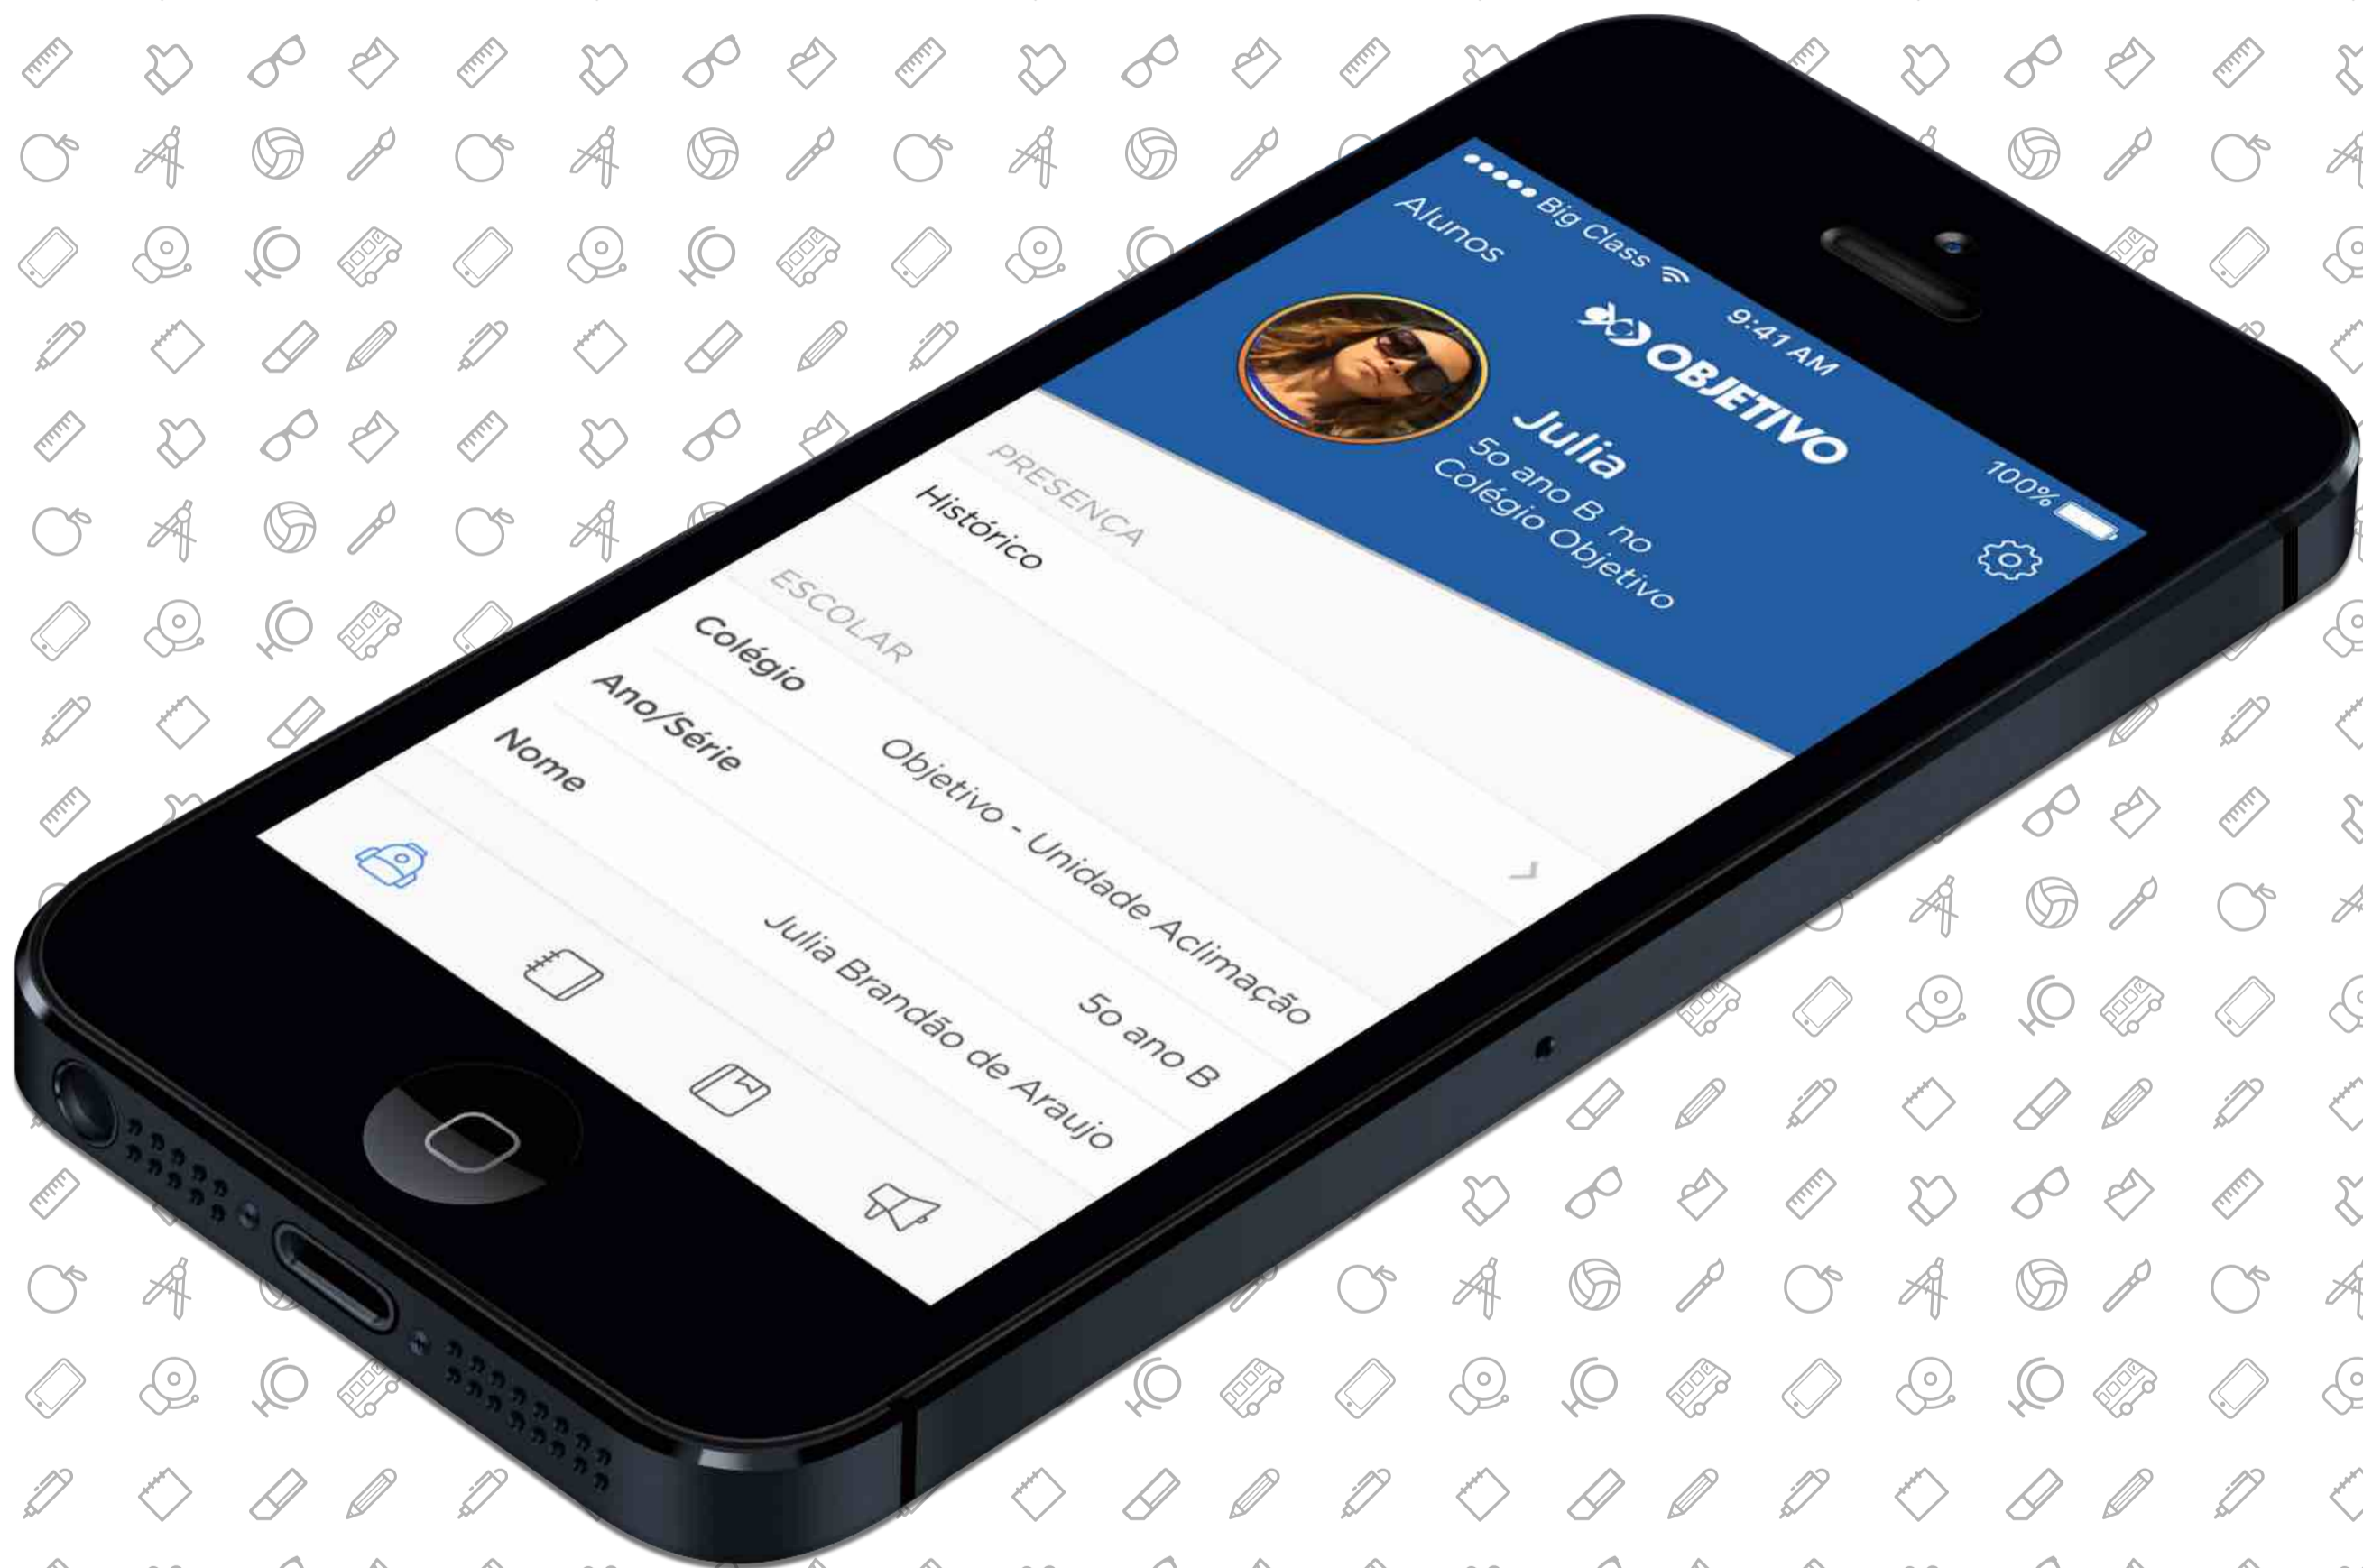 Big Class 9:41 AM 100%
Alunos
OBJETIVO
Julia
5o ano B no
Colégio Objetivo
PRESENÇA
Histórico
ESCOLAR
Colégio Objetivo - Unidade Aclimação
Ano/Série 5o ano B
Nome Julia Brandão de Araujo